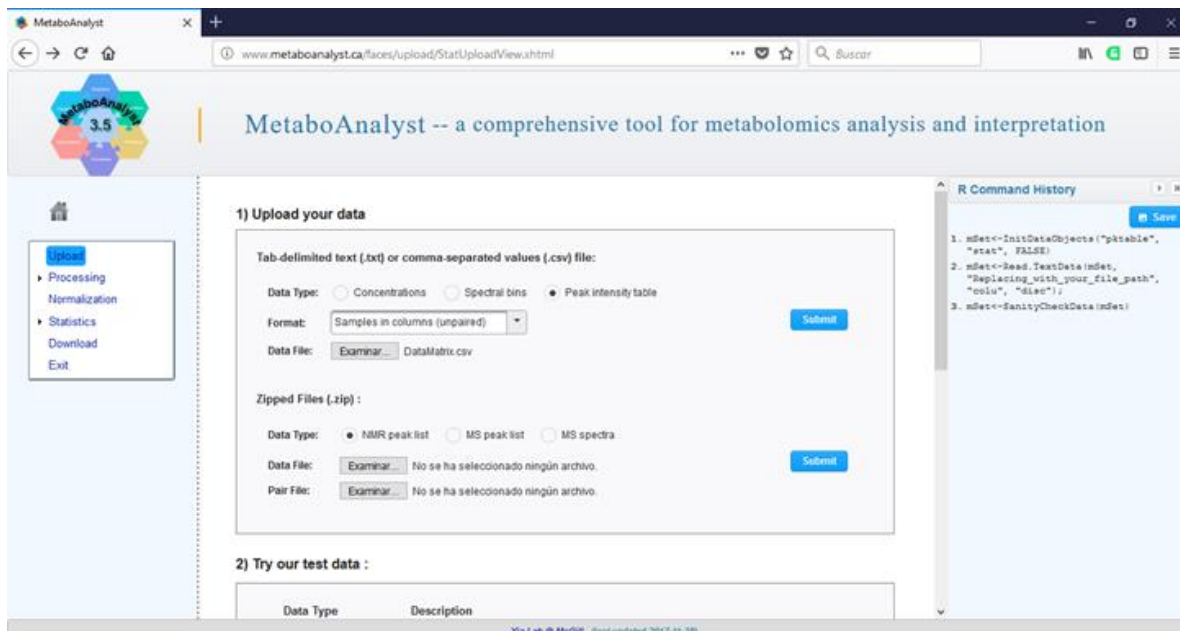 MetaboAnalyst
www.metaboanalyst.ca/faces/upload/StatUploadView.xhtml
Buscar
MetaboAnalyst
3.5
MetaboAnalyst -- a comprehensive tool for metabolomics analysis and interpretation
Upload
Processing
Normalization
Statistics
Download
Exit
1) Upload your data
Tab-delimited text (.txt) or comma-separated values (.csv) file:
Data Type: Concentrations Spectral bins Peak intensity table
Format: Samples in columns (unpaired)
Submit
Data File: Examinar... DataMatrix.csv
Zipped Files (.zip) :
Data Type: NMR peak list MS peak list MS spectra
Data File: Examinar... No se ha seleccionado ningún archivo.
Submit
Pair File: Examinar... No se ha seleccionado ningún archivo.
2) Try our test data :
Data Type Description
R Command History
Save
1. mSet<-InitDataObjects("pktable",
"stat", FALSE)
2. mSet<-Read.TextData(mSet,
"Replacing_with_your_file_path",
"colu", "disc");
3. mSet<-SanityCheckData(mSet)
Xia Lab @ McGill